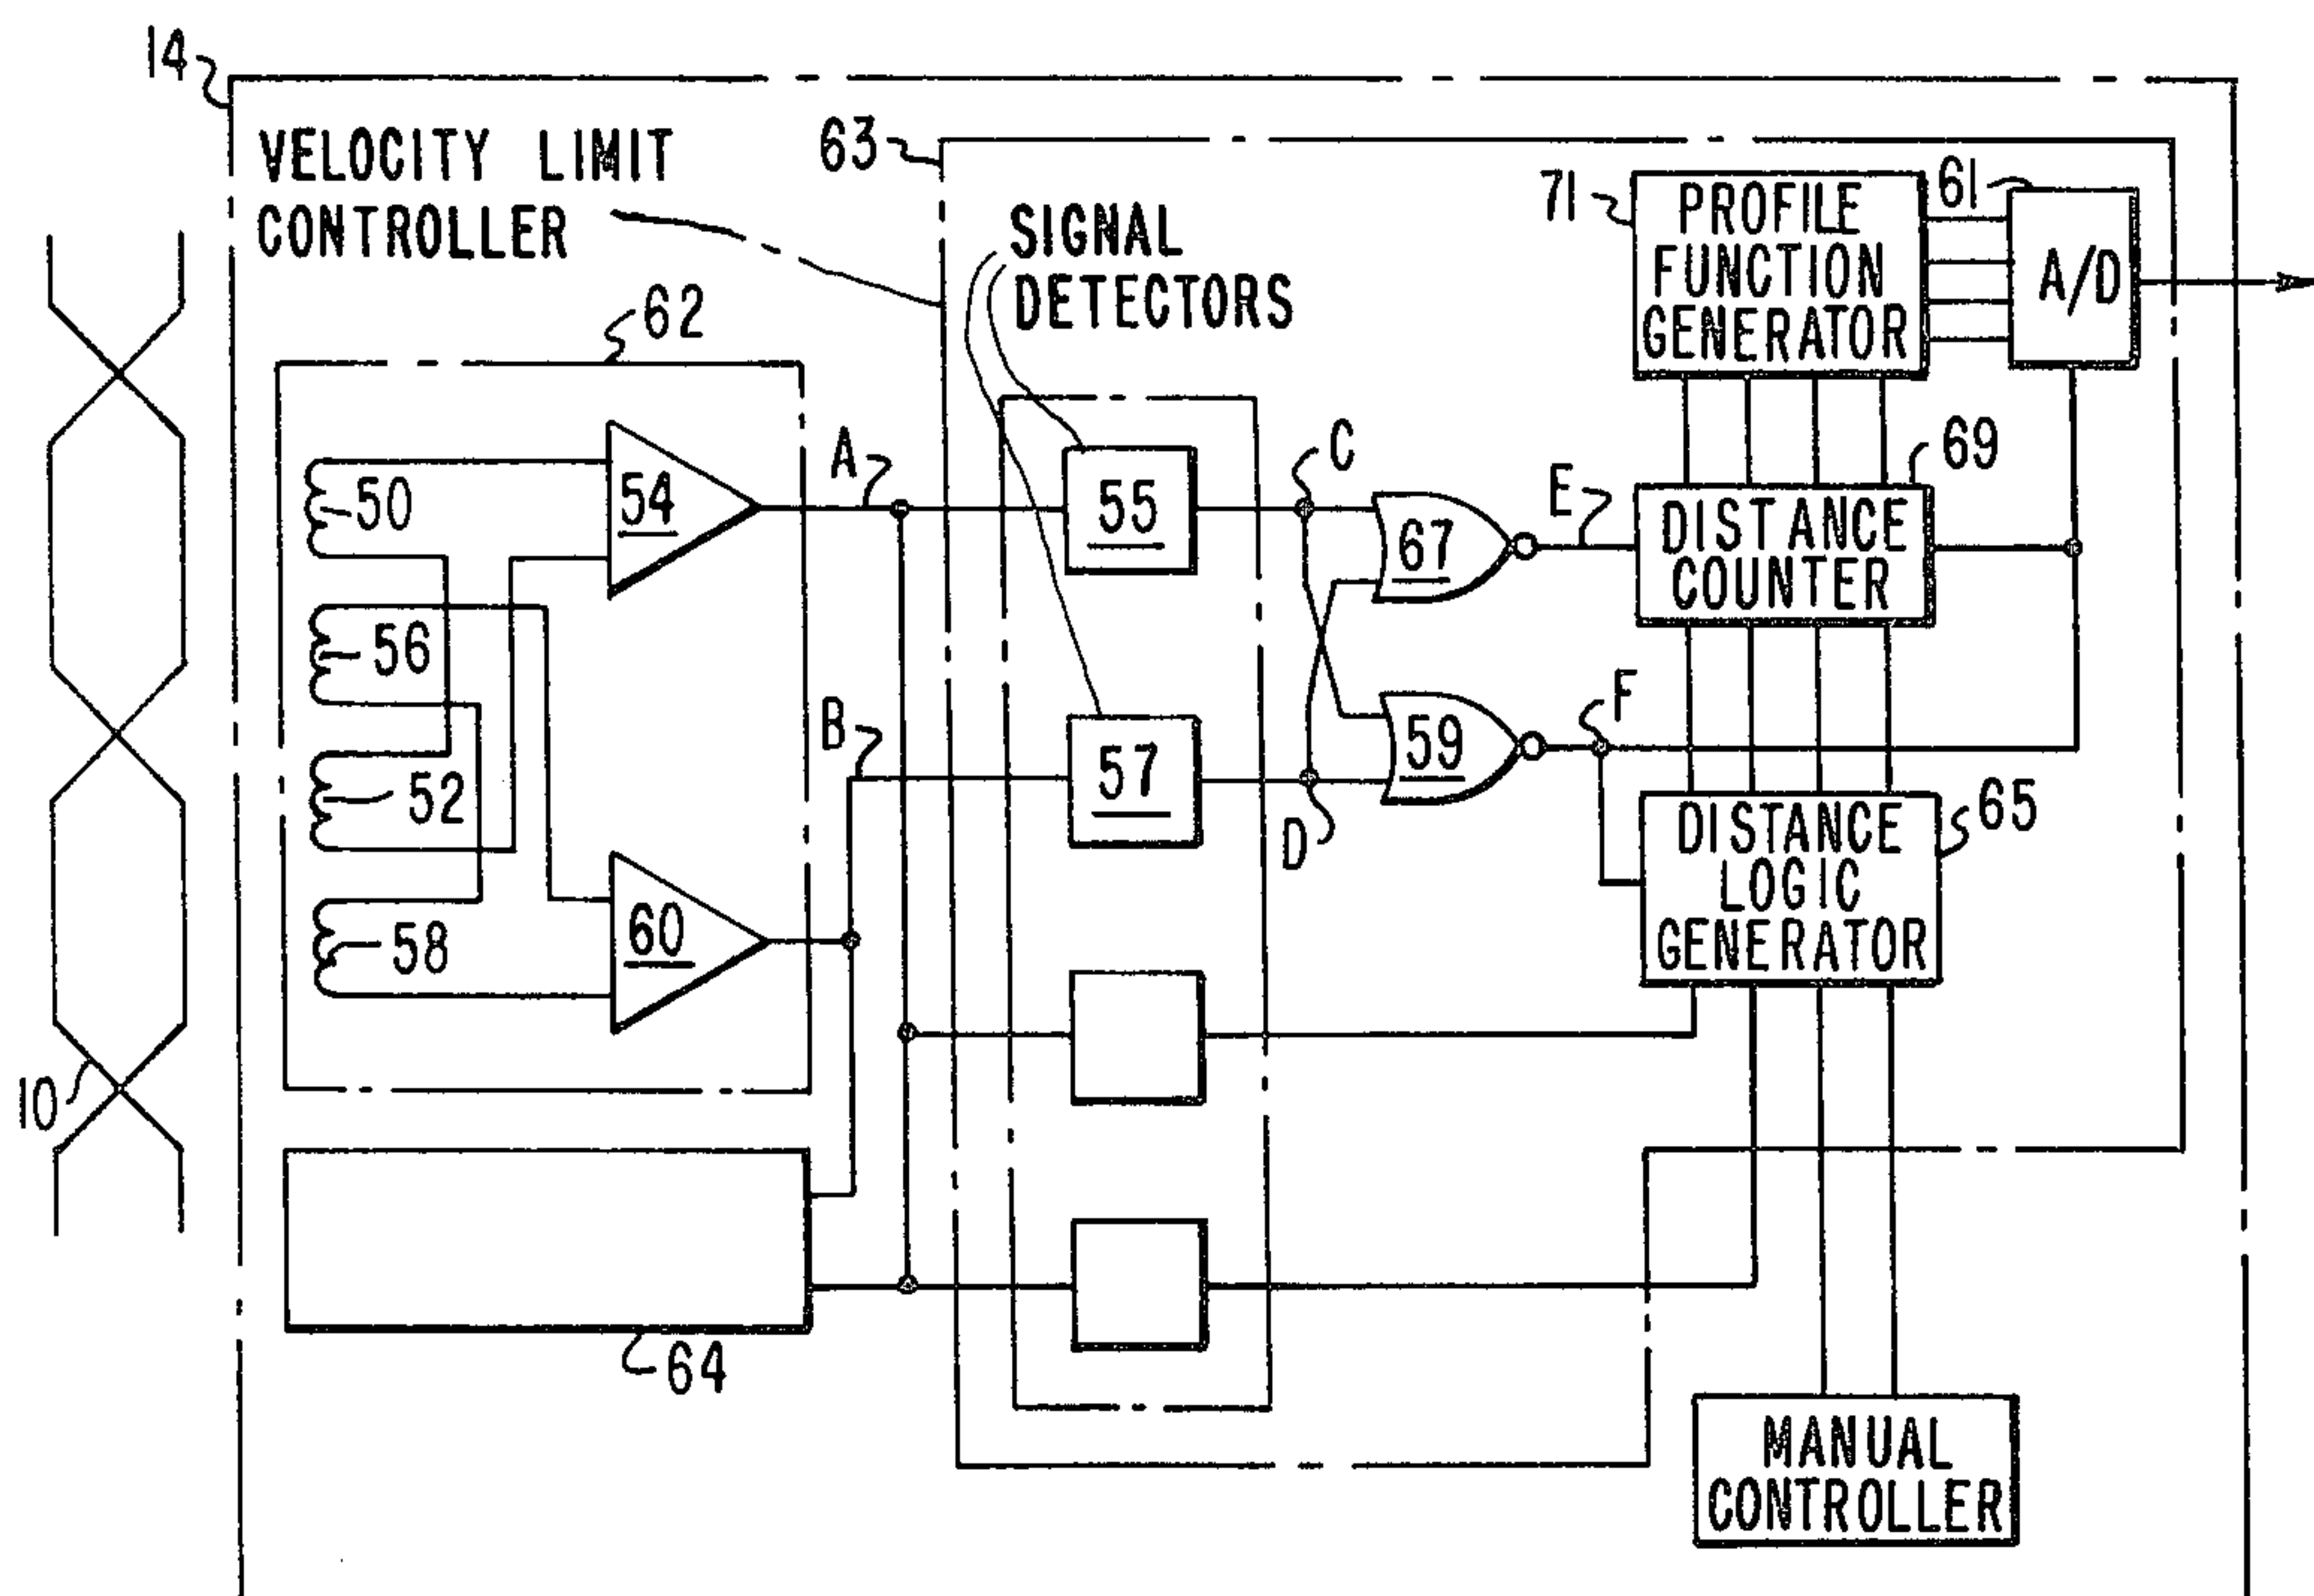 14
VELOCITY LIMIT
CONTROLLER
63
SIGNAL
DETECTORS
71
PROFILE
FUNCTION
GENERATOR
61
A/D
62
50
54
A
55
C
67
E
DISTANCE
COUNTER
69
56
52
58
60
B
57
D
59
F
DISTANCE
LOGIC
GENERATOR
65
10
64
MANUAL
CONTROLLER